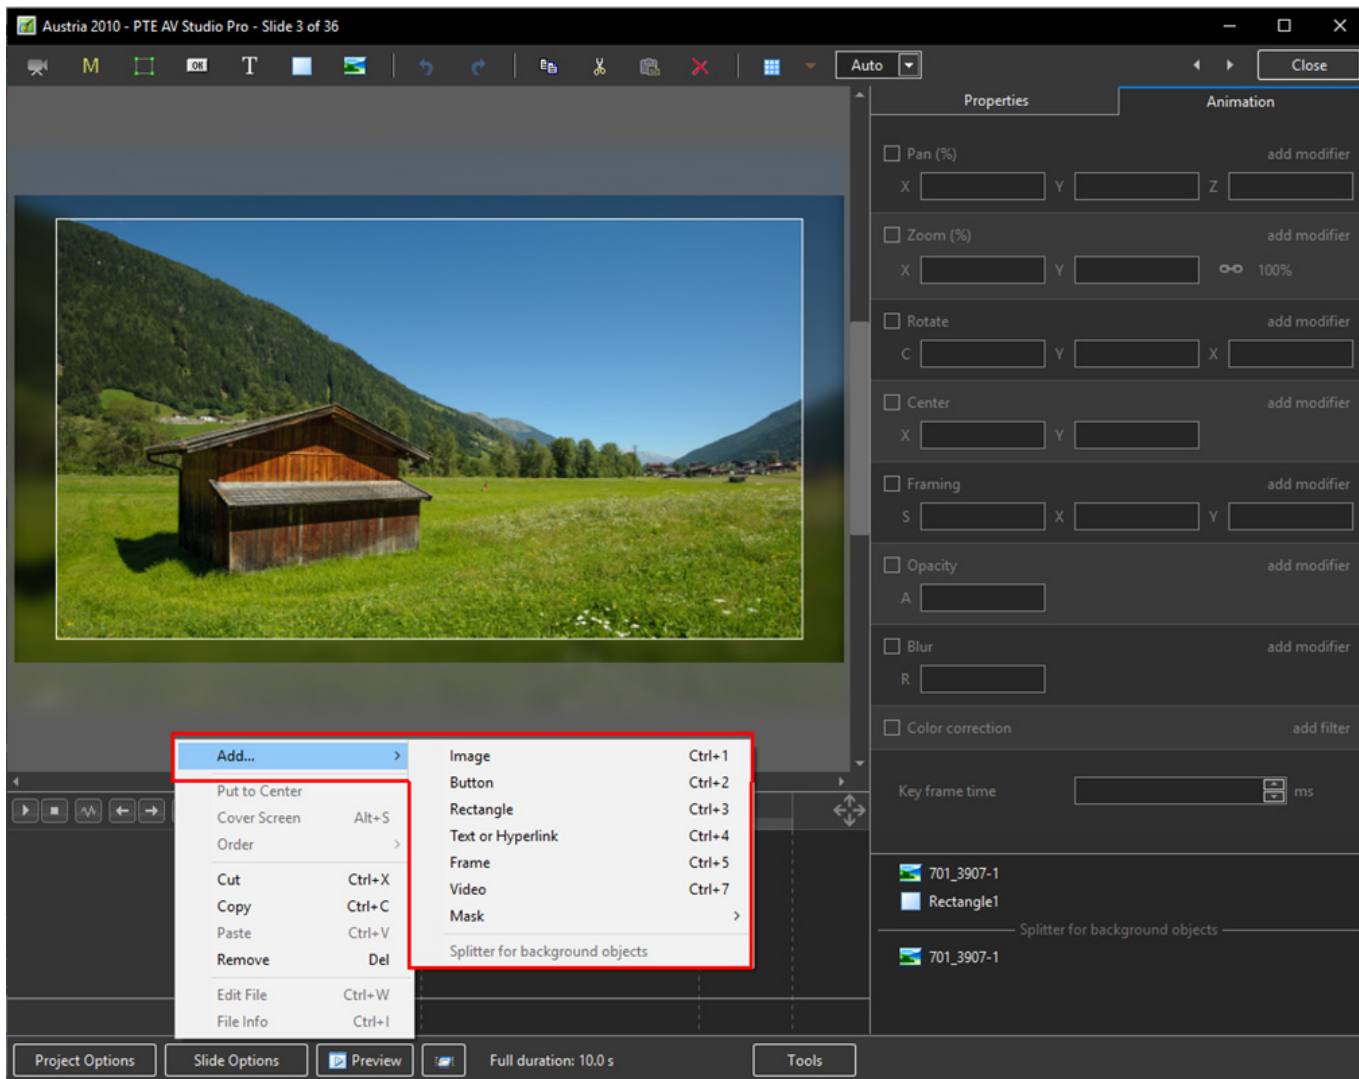 Austria 2010 - PTE AV Studio Pro - Slide 3 of 36
M OK T Auto Close
Properties Animation
Pan (%) add modifier
X Y Z
Zoom (%) add modifier
X Y 100%
Rotate add modifier
C Y X
Center add modifier
X Y
Framing add modifier
S X Y
Opacity add modifier
A
Blur add modifier
R
Color correction add filter
Key frame time ms
Add...
Put to Center
Cover Screen Alt+S
Order
Cut Ctrl+X
Copy Ctrl+C
Paste Ctrl+V
Remove Del
Edit File Ctrl+W
File Info Ctrl+I
Image Ctrl+1
Button Ctrl+2
Rectangle Ctrl+3
Text or Hyperlink Ctrl+4
Frame Ctrl+5
Video Ctrl+7
Mask
Splitter for background objects
701_3907-1
Rectangle1
Splitter for background objects
701_3907-1
Project Options Slide Options Preview Full duration: 10.0 s Tools